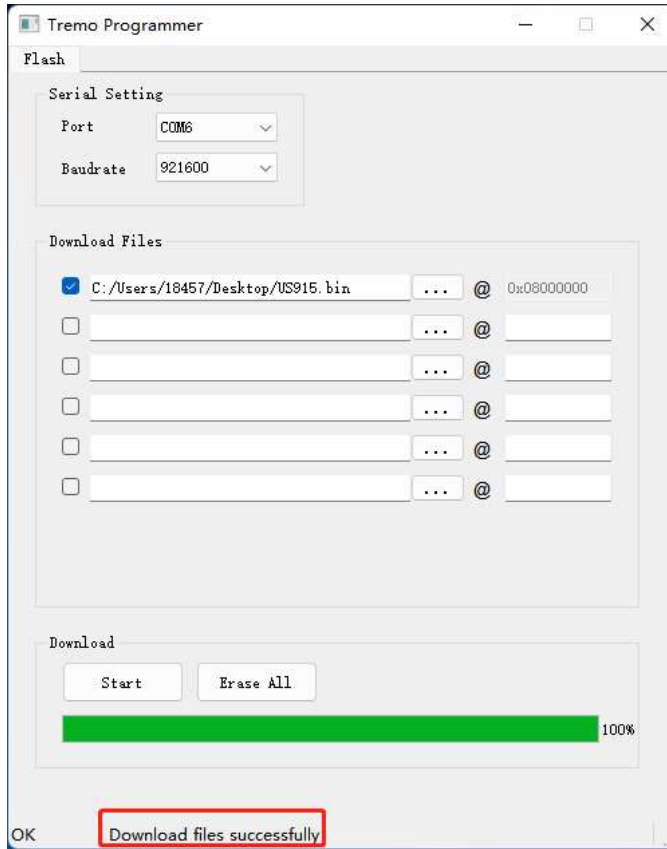 Tremo Programmer
Flash
Serial Setting
Port COM6
Baudrate 921600
Download Files
C:/Users/18457/Desktop/US915.bin ... @ 0x08000000
... @
... @
... @
... @
... @
Download
Start Erase All
100%
OK Download files successfully